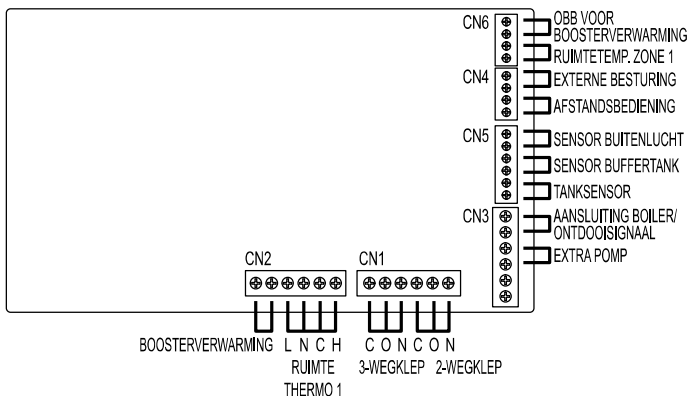 CN6
OBB VOOR
BOOSTERVERWARMING
RUIMTETEMP. ZONE 1
CN4
EXTERNE BESTURING
AFSTANDSBEDIENING
CN5
SENSOR BUITENLUCHT
SENSOR BUFFERTANK
TANKSENSOR
CN3
AANSLUITING BOILER/
ONTDOOISIGNAAL
EXTRA POMP
CN2
CN1
BOOSTERVERWARMING
L N C H
RUIMTE
THERMO 1
C O N
3-WEGKLEP
C O N
2-WEGKLEP